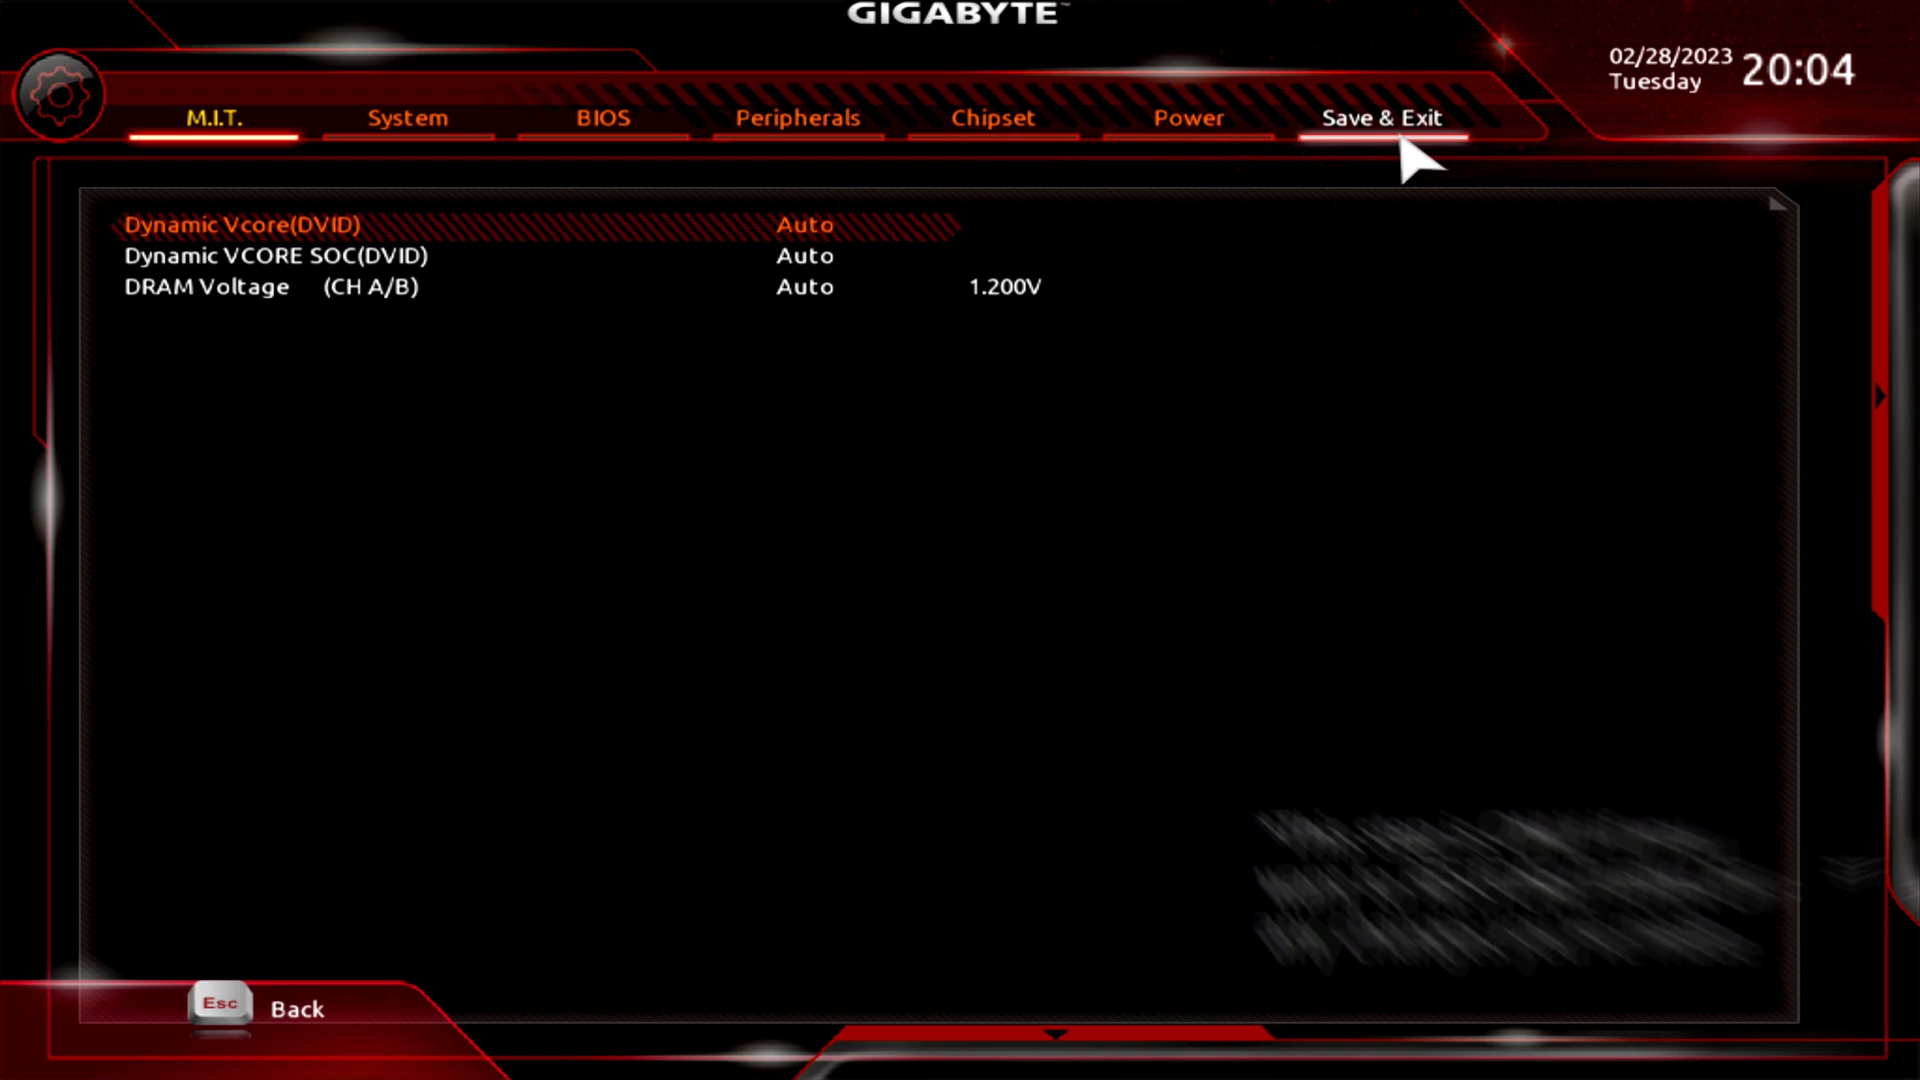 GIGABYTE™
02/28/2023
Tuesday
20:04
M.I.T. System BIOS Peripherals Chipset Power Save & Exit
Dynamic Vcore(DVID) Auto
Dynamic VCORE SOC(DVID) Auto
DRAM Voltage (CH A/B) Auto 1.200V
Esc Back